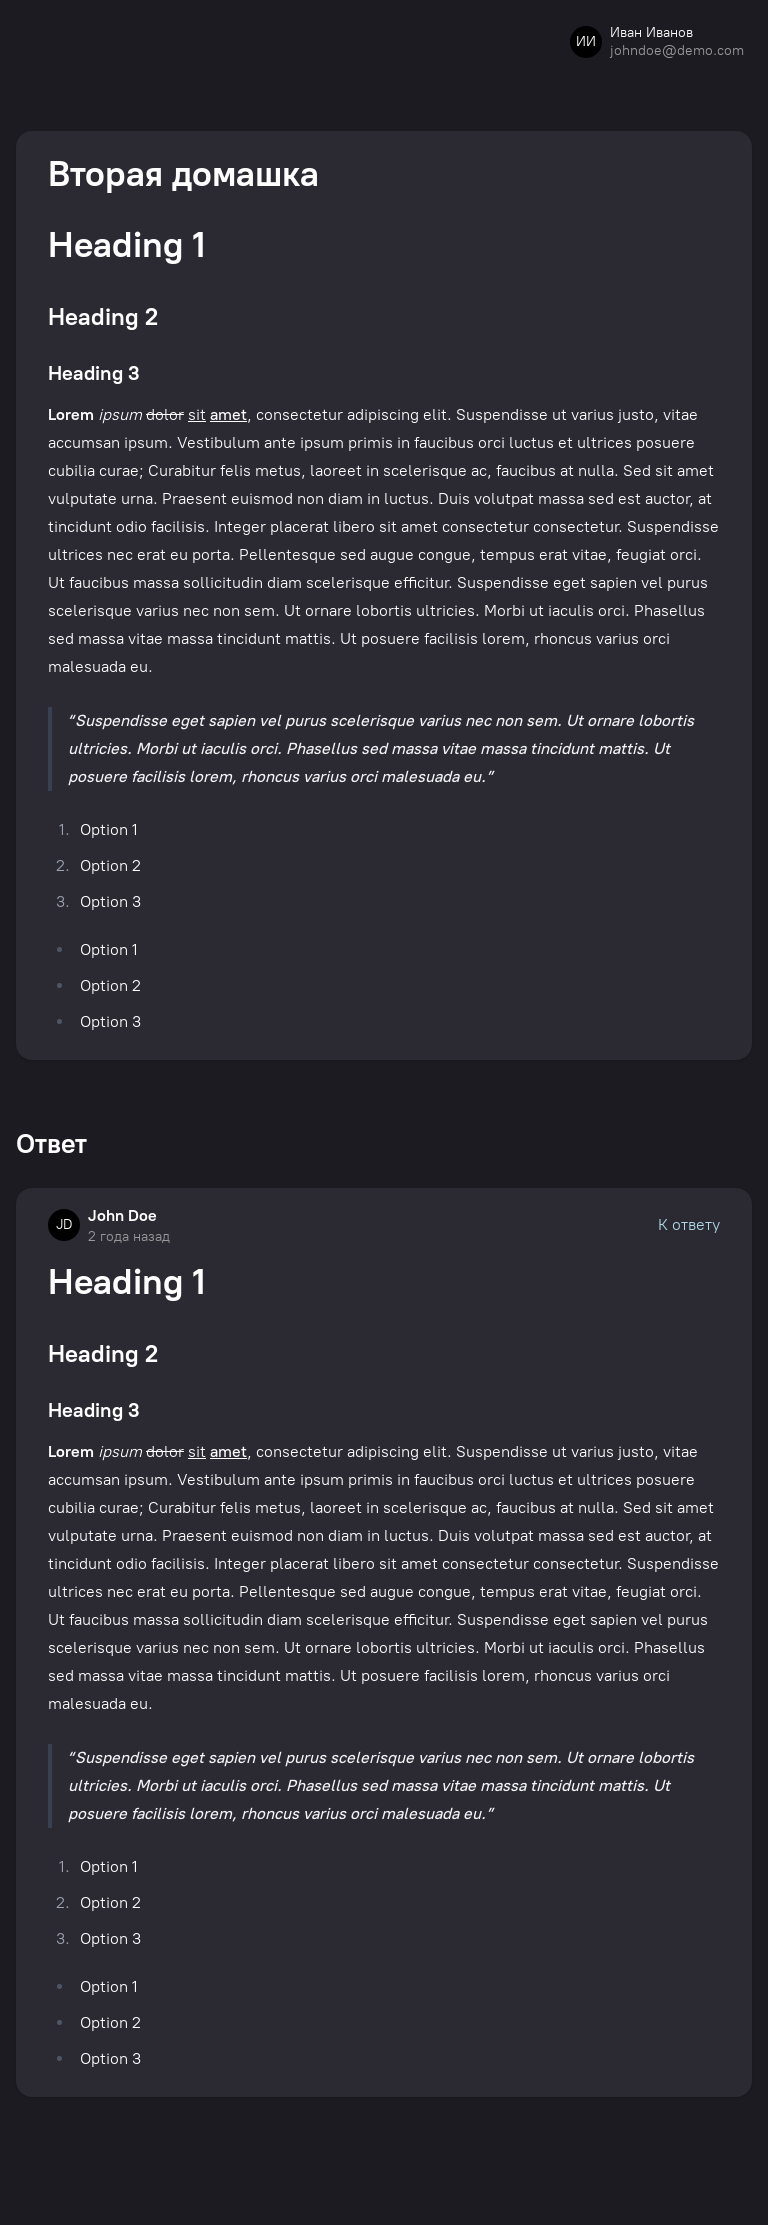 ИИ
Иван Иванов
johndoe@demo.com
Вторая домашка
Heading 1
Heading 2
Heading 3
Lorem ipsum dolor sit amet, consectetur adipiscing elit. Suspendisse ut varius justo, vitae
accumsan ipsum. Vestibulum ante ipsum primis in faucibus orci luctus et ultrices posuere
cubilia curae; Curabitur felis metus, laoreet in scelerisque ac, faucibus at nulla. Sed sit amet
vulputate urna. Praesent euismod non diam in luctus. Duis volutpat massa sed est auctor, at
tincidunt odio facilisis. Integer placerat libero sit amet consectetur consectetur. Suspendisse
ultrices nec erat eu porta. Pellentesque sed augue congue, tempus erat vitae, feugiat orci.
Ut faucibus massa sollicitudin diam scelerisque efficitur. Suspendisse eget sapien vel purus
scelerisque varius nec non sem. Ut ornare lobortis ultricies. Morbi ut iaculis orci. Phasellus
sed massa vitae massa tincidunt mattis. Ut posuere facilisis lorem, rhoncus varius orci
malesuada eu.
“Suspendisse eget sapien vel purus scelerisque varius nec non sem. Ut ornare lobortis
ultricies. Morbi ut iaculis orci. Phasellus sed massa vitae massa tincidunt mattis. Ut
posuere facilisis lorem, rhoncus varius orci malesuada eu.”
1. Option 1
2. Option 2
3. Option 3
• Option 1
• Option 2
• Option 3
Ответ
JD
John Doe
2 года назад
К ответу
Heading 1
Heading 2
Heading 3
Lorem ipsum dolor sit amet, consectetur adipiscing elit. Suspendisse ut varius justo, vitae
accumsan ipsum. Vestibulum ante ipsum primis in faucibus orci luctus et ultrices posuere
cubilia curae; Curabitur felis metus, laoreet in scelerisque ac, faucibus at nulla. Sed sit amet
vulputate urna. Praesent euismod non diam in luctus. Duis volutpat massa sed est auctor, at
tincidunt odio facilisis. Integer placerat libero sit amet consectetur consectetur. Suspendisse
ultrices nec erat eu porta. Pellentesque sed augue congue, tempus erat vitae, feugiat orci.
Ut faucibus massa sollicitudin diam scelerisque efficitur. Suspendisse eget sapien vel purus
scelerisque varius nec non sem. Ut ornare lobortis ultricies. Morbi ut iaculis orci. Phasellus
sed massa vitae massa tincidunt mattis. Ut posuere facilisis lorem, rhoncus varius orci
malesuada eu.
“Suspendisse eget sapien vel purus scelerisque varius nec non sem. Ut ornare lobortis
ultricies. Morbi ut iaculis orci. Phasellus sed massa vitae massa tincidunt mattis. Ut
posuere facilisis lorem, rhoncus varius orci malesuada eu.”
1. Option 1
2. Option 2
3. Option 3
• Option 1
• Option 2
• Option 3